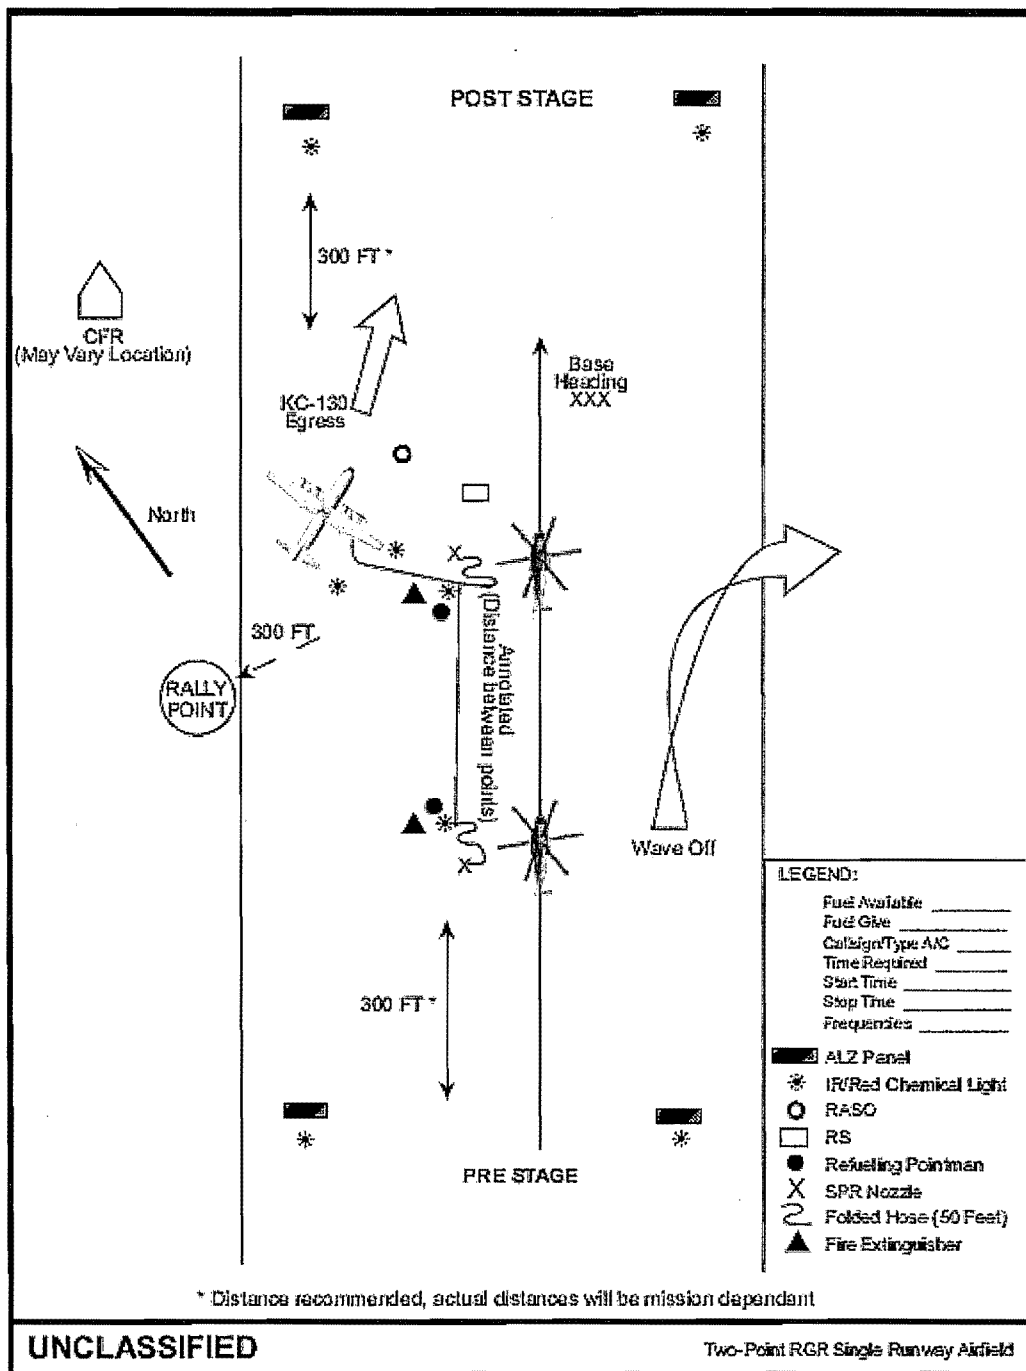 POST STAGE
300 FT *
CFR
(May Vary Location)
Base
Heading
XXX
KC-130
Egress
North
X
300 FT
(Distance between points)
Annotated
RALLY
POINT
X
Wave Off
300 FT *
PRE STAGE
LEGEND:
Fuel Available
Fuel Give
Callsign/Type A/C
Time Required
Start Time
Stop Time
Frequencies
ALZ Panel
IR/Red Chemical Light
RASO
RS
Refueling Pointman
X SPR Nozzle
Folded Hose (50 Feet)
Fire Extinguisher
* Distance recommended, actual distances will be mission dependant
UNCLASSIFIED
Two-Point RGR Single Runway Airfield